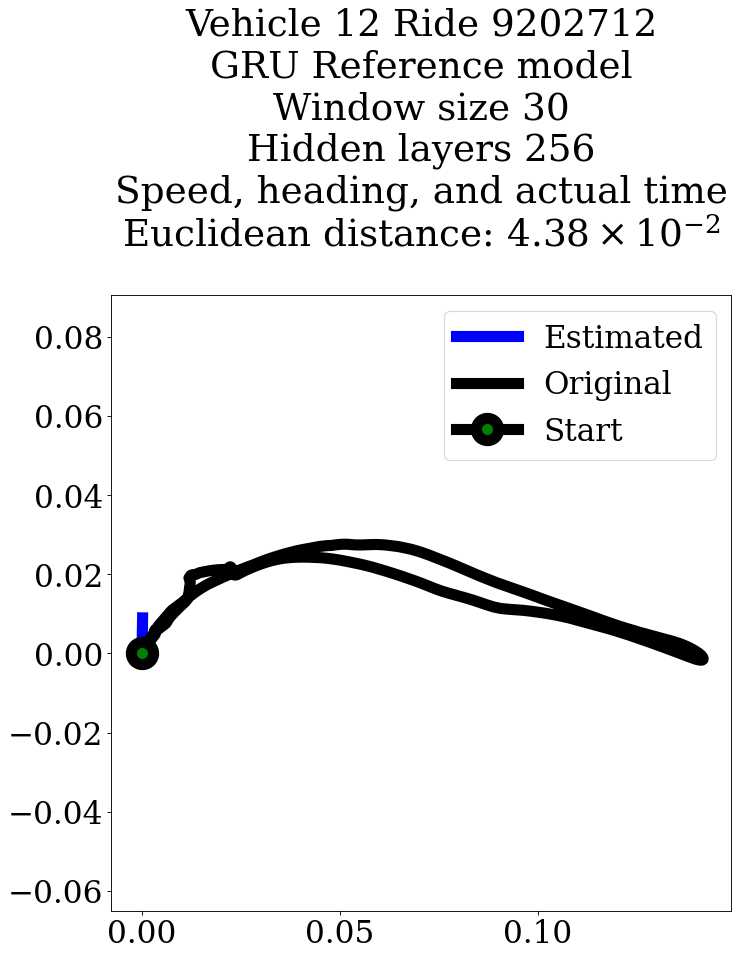 Vehicle 12 Ride 9202712
GRU Reference model
Window size 30
Hidden layers 256
Speed, heading, and actual time
Euclidean distance: 4.38 × 10⁻²
Estimated
Original
Start
0.08
0.06
0.04
0.02
0.00
−0.02
−0.04
−0.06
0.00 0.05 0.10